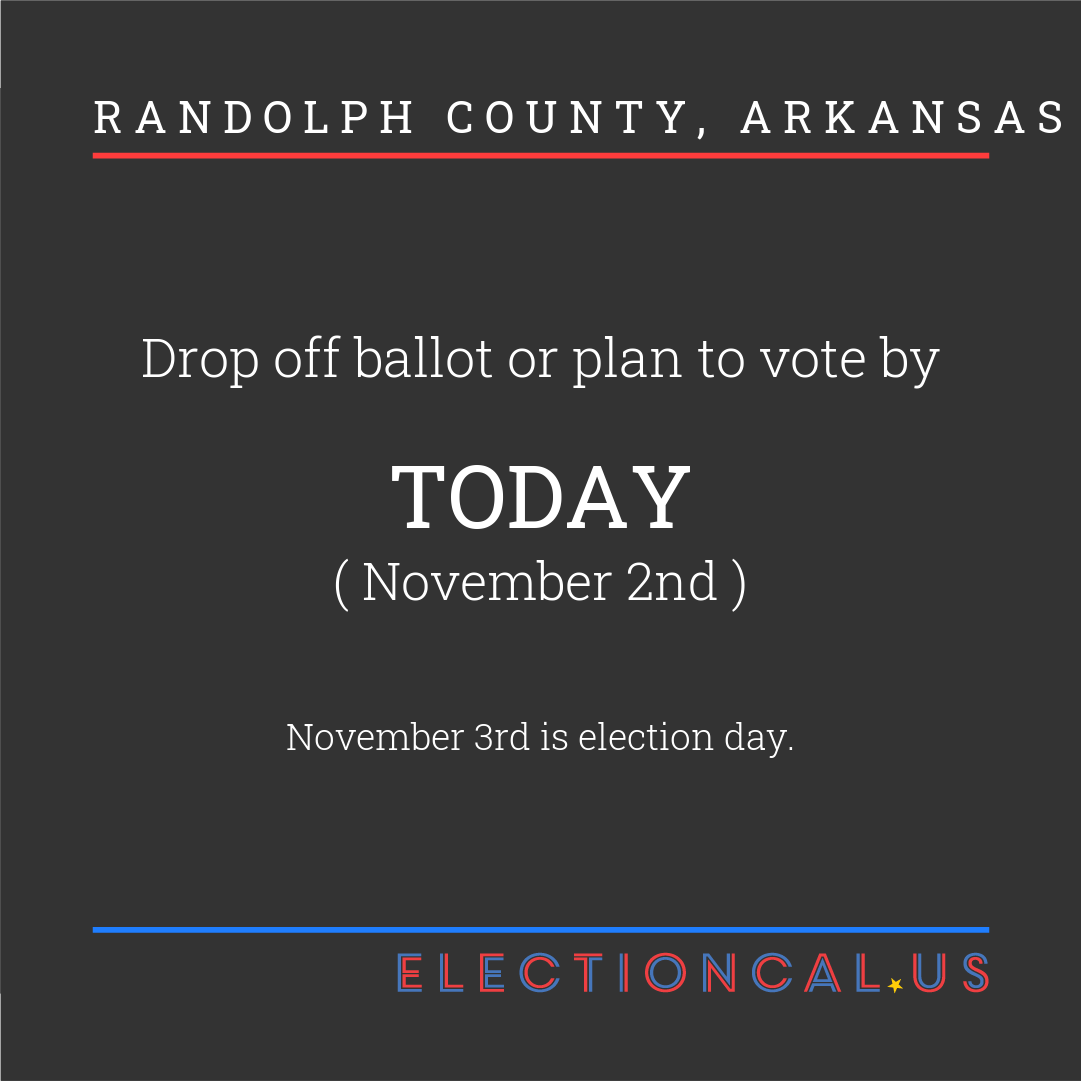 RANDOLPH COUNTY, ARKANSAS
Drop off ballot or plan to vote by
TODAY
( November 2nd )
November 3rd is election day.
ELECTIONCAL.US